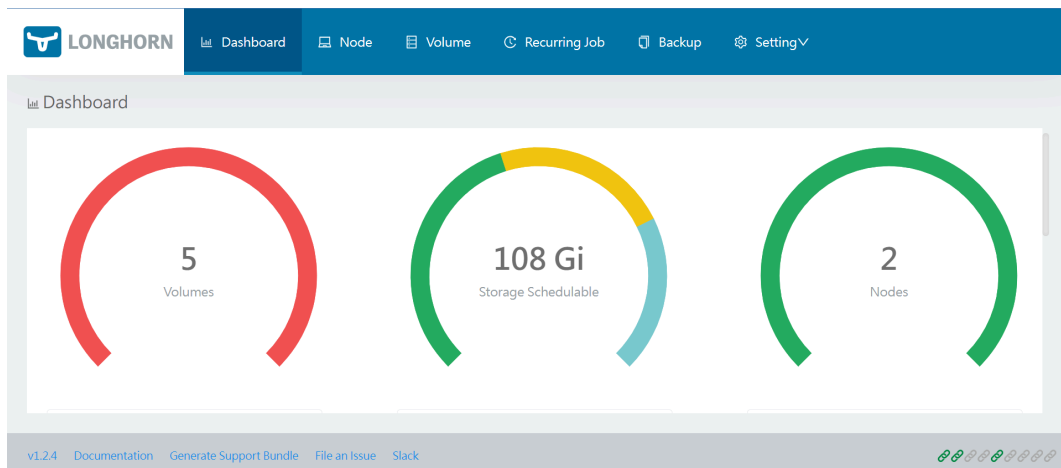 LONGHORN Dashboard Node Volume Recurring Job Backup Setting
Dashboard
5 108 Gi 2
Volumes Storage Schedulable Nodes
v1.2.4 Documentation Generate Support Bundle File an Issue Slack